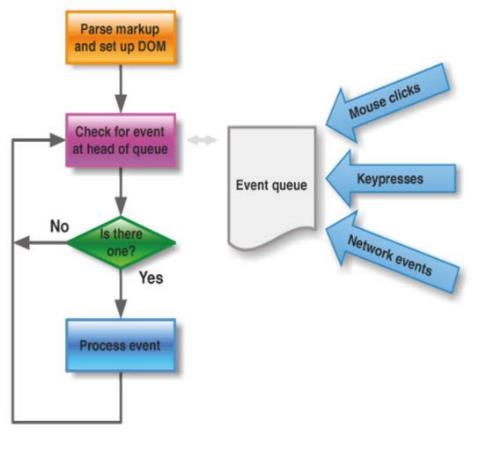 Parse markup
and set up DOM
Check for event
at head of queue
Event queue
Mouse clicks
Keypresses
Network events
No
Is there
one?
Yes
Process event